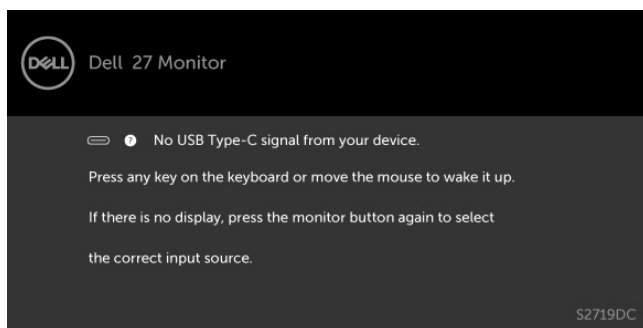 DELL
Dell 27 Monitor
? No USB Type-C signal from your device.
Press any key on the keyboard or move the mouse to wake it up.
If there is no display, press the monitor button again to select
the correct input source.
S2719DC